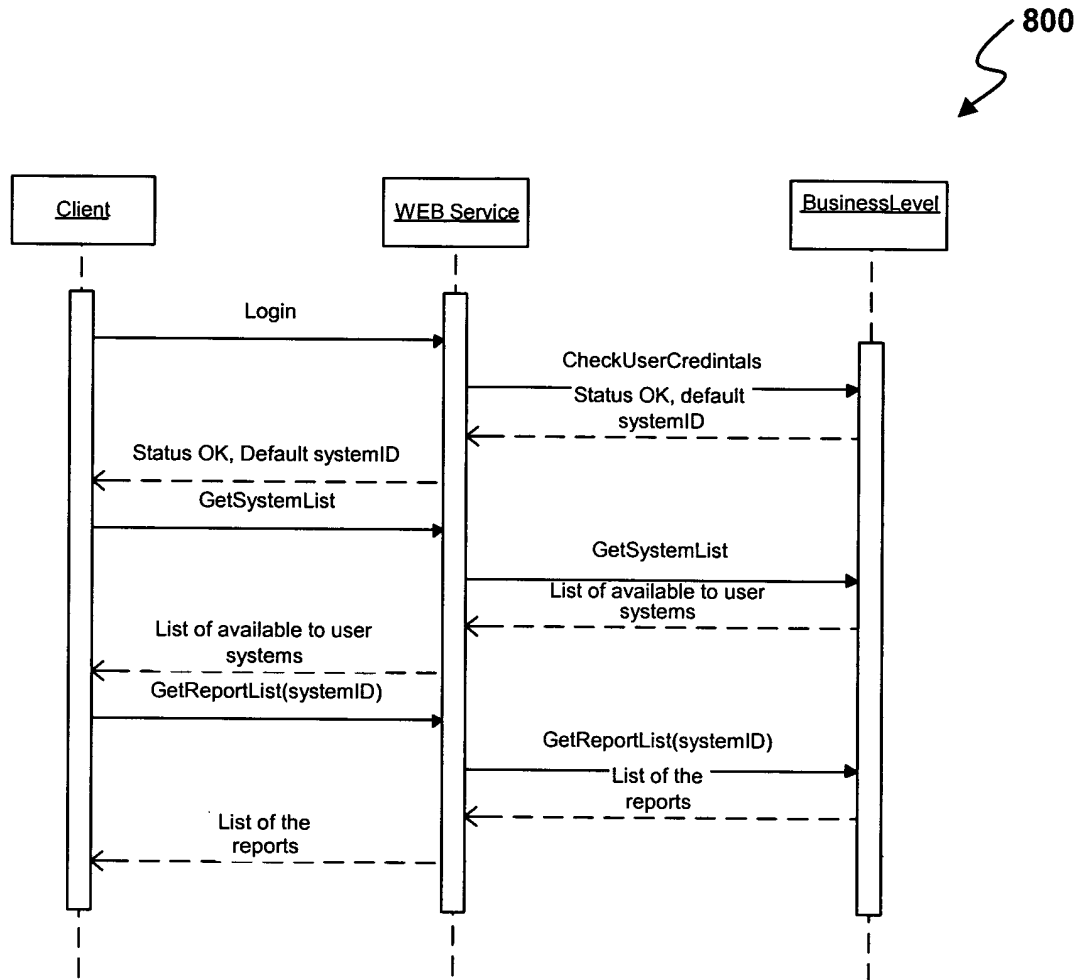 800
Client
WEB Service
BusinessLevel
Login
CheckUserCredintals
Status OK, default
systemID
Status OK, Default systemID
GetSystemList
GetSystemList
List of available to user
systems
List of available to user
systems
GetReportList(systemID)
GetReportList(systemID)
List of the
reports
List of the
reports